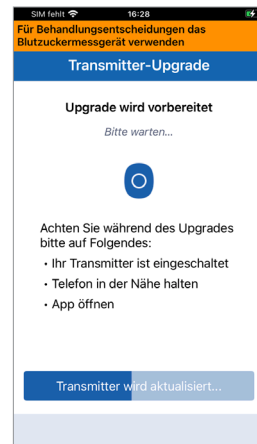 SIM fehlt 16:28
Für Behandlungsentscheidungen das
Blutzuckermessgerät verwenden
Transmitter-Upgrade
Upgrade wird vorbereitet
Bitte warten...
Achten Sie während des Upgrades
bitte auf Folgendes:
• Ihr Transmitter ist eingeschaltet
• Telefon in der Nähe halten
• App öffnen
Transmitter wird aktualisiert...